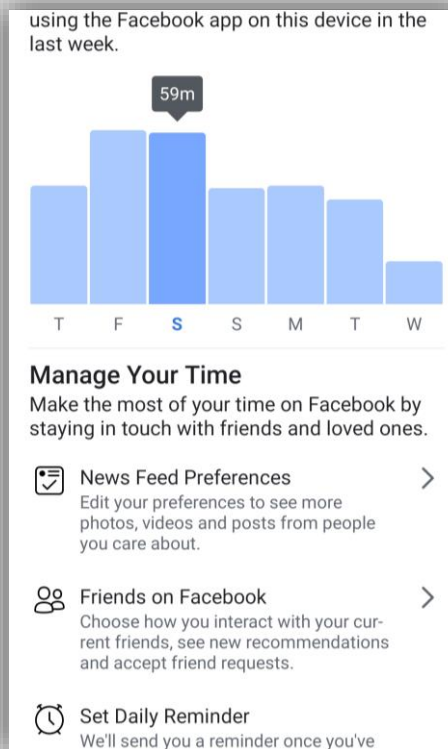 using the Facebook app on this device in the
last week.
59m
T F S S M T W
Manage Your Time
Make the most of your time on Facebook by
staying in touch with friends and loved ones.
News Feed Preferences
Edit your preferences to see more
photos, videos and posts from people
you care about.
Friends on Facebook
Choose how you interact with your cur-
rent friends, see new recommendations
and accept friend requests.
Set Daily Reminder
We'll send you a reminder once you've